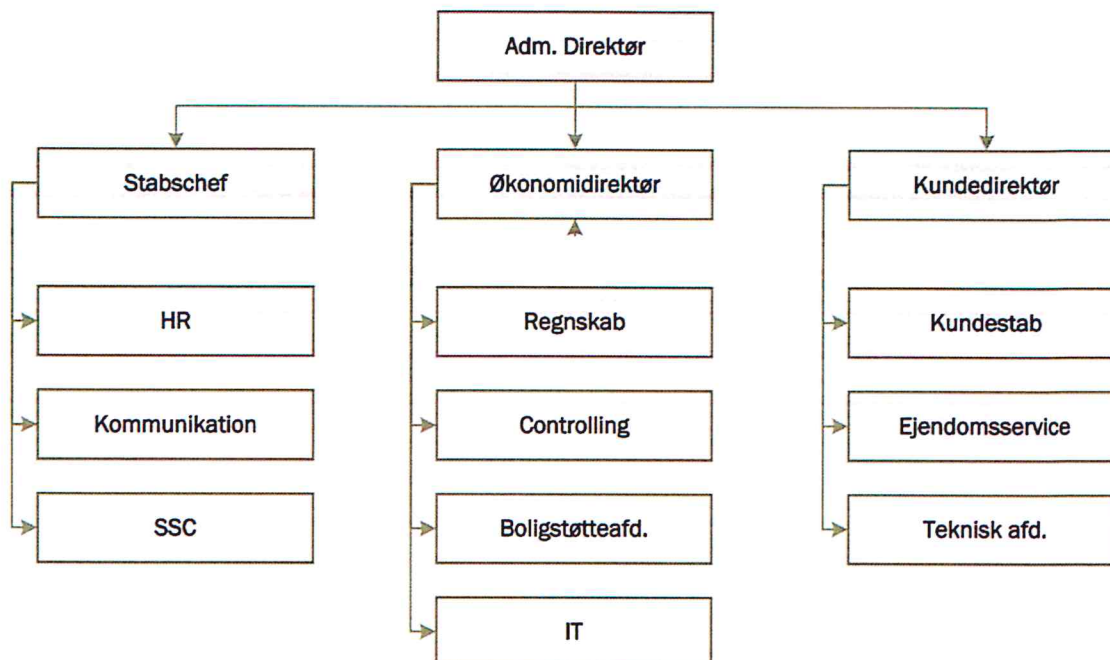 Adm. Direktør
Stabschef
Økonomidirektør
Kundedirektør
HR
Regnskab
Kundestab
Kommunikation
Controlling
Ejendomsservice
SSC
Boligstøtteafd.
Teknisk afd.
IT